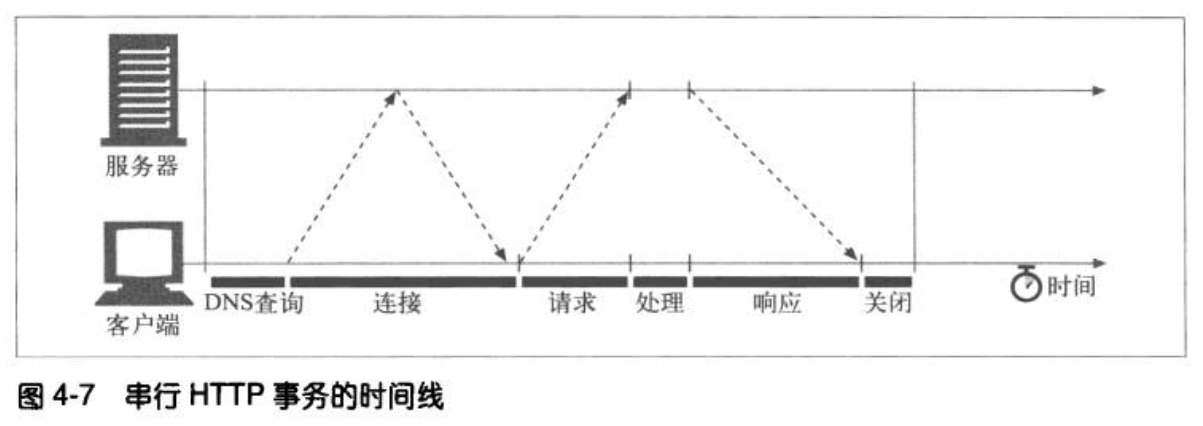 服务器
客户端
DNS查询 连接 请求 处理 响应 关闭 时间
图 4-7 串行 HTTP 事务的时间线